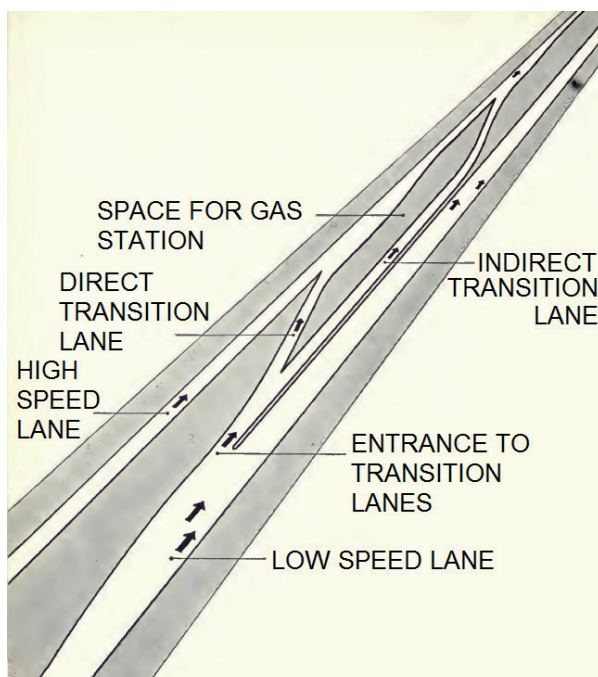 SPACE FOR GAS
STATION
DIRECT
TRANSITION
LANE
INDIRECT
TRANSITION
LANE
HIGH
SPEED
LANE
ENTRANCE TO
TRANSITION
LANES
LOW SPEED LANE